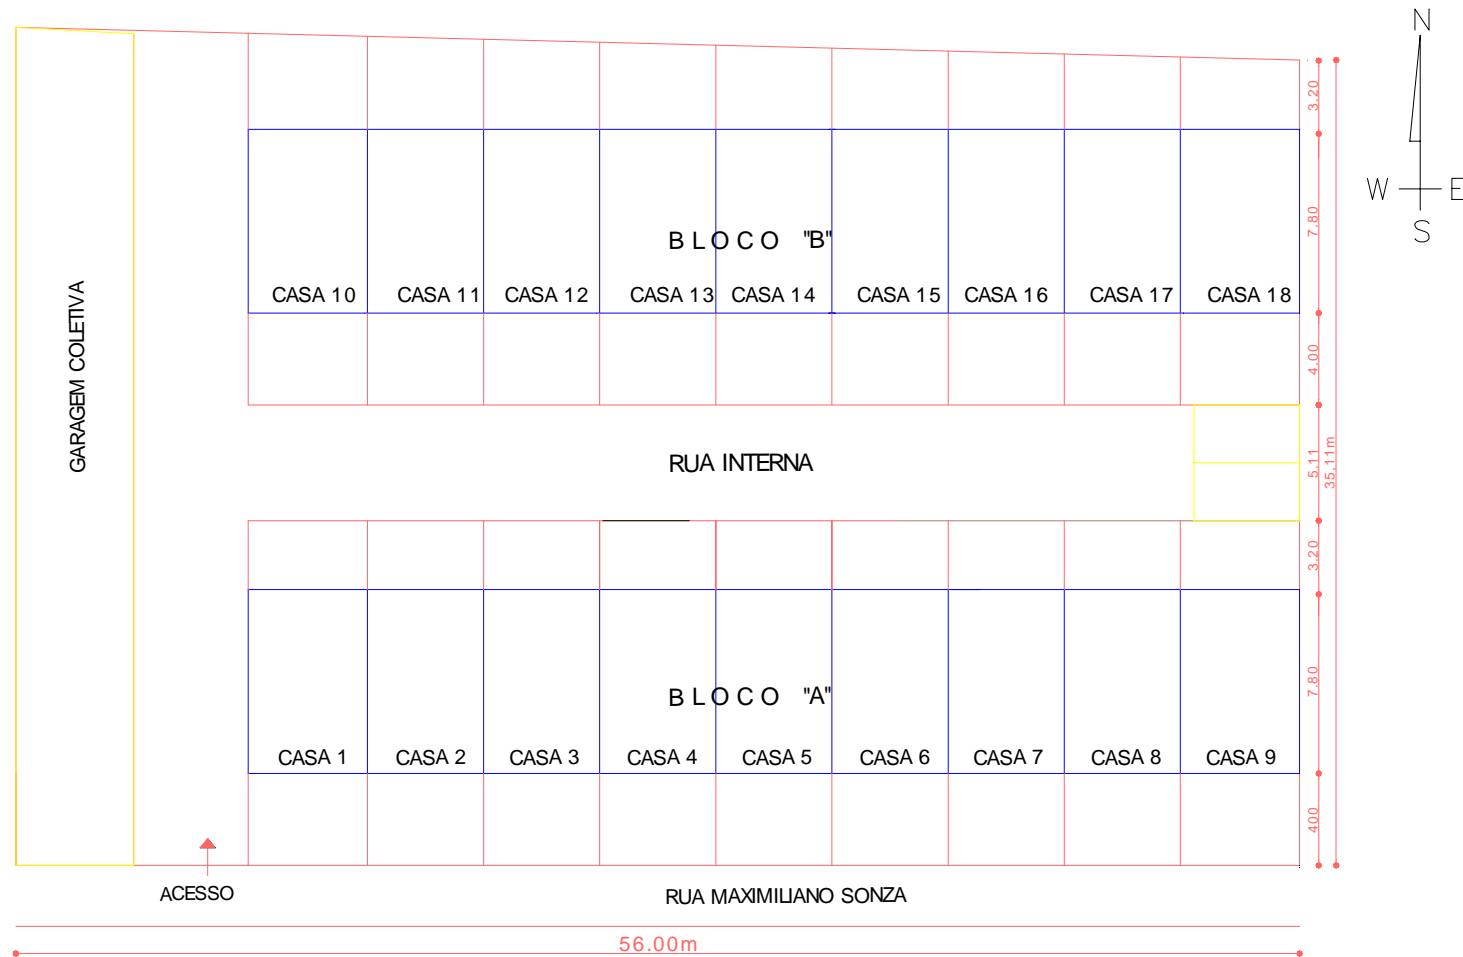 N
W E
S
3.20
7.80
4.00
5.11
35.11m
3.20
7.80
400
BLOCO "B"
CASA 10 CASA 11 CASA 12 CASA 13 CASA 14 CASA 15 CASA 16 CASA 17 CASA 18
GARAGEM COLETIVA
RUA INTERNA
BLOCO "A"
CASA 1 CASA 2 CASA 3 CASA 4 CASA 5 CASA 6 CASA 7 CASA 8 CASA 9
ACESSO
RUA MAXIMILIANO SONZA
56.00m